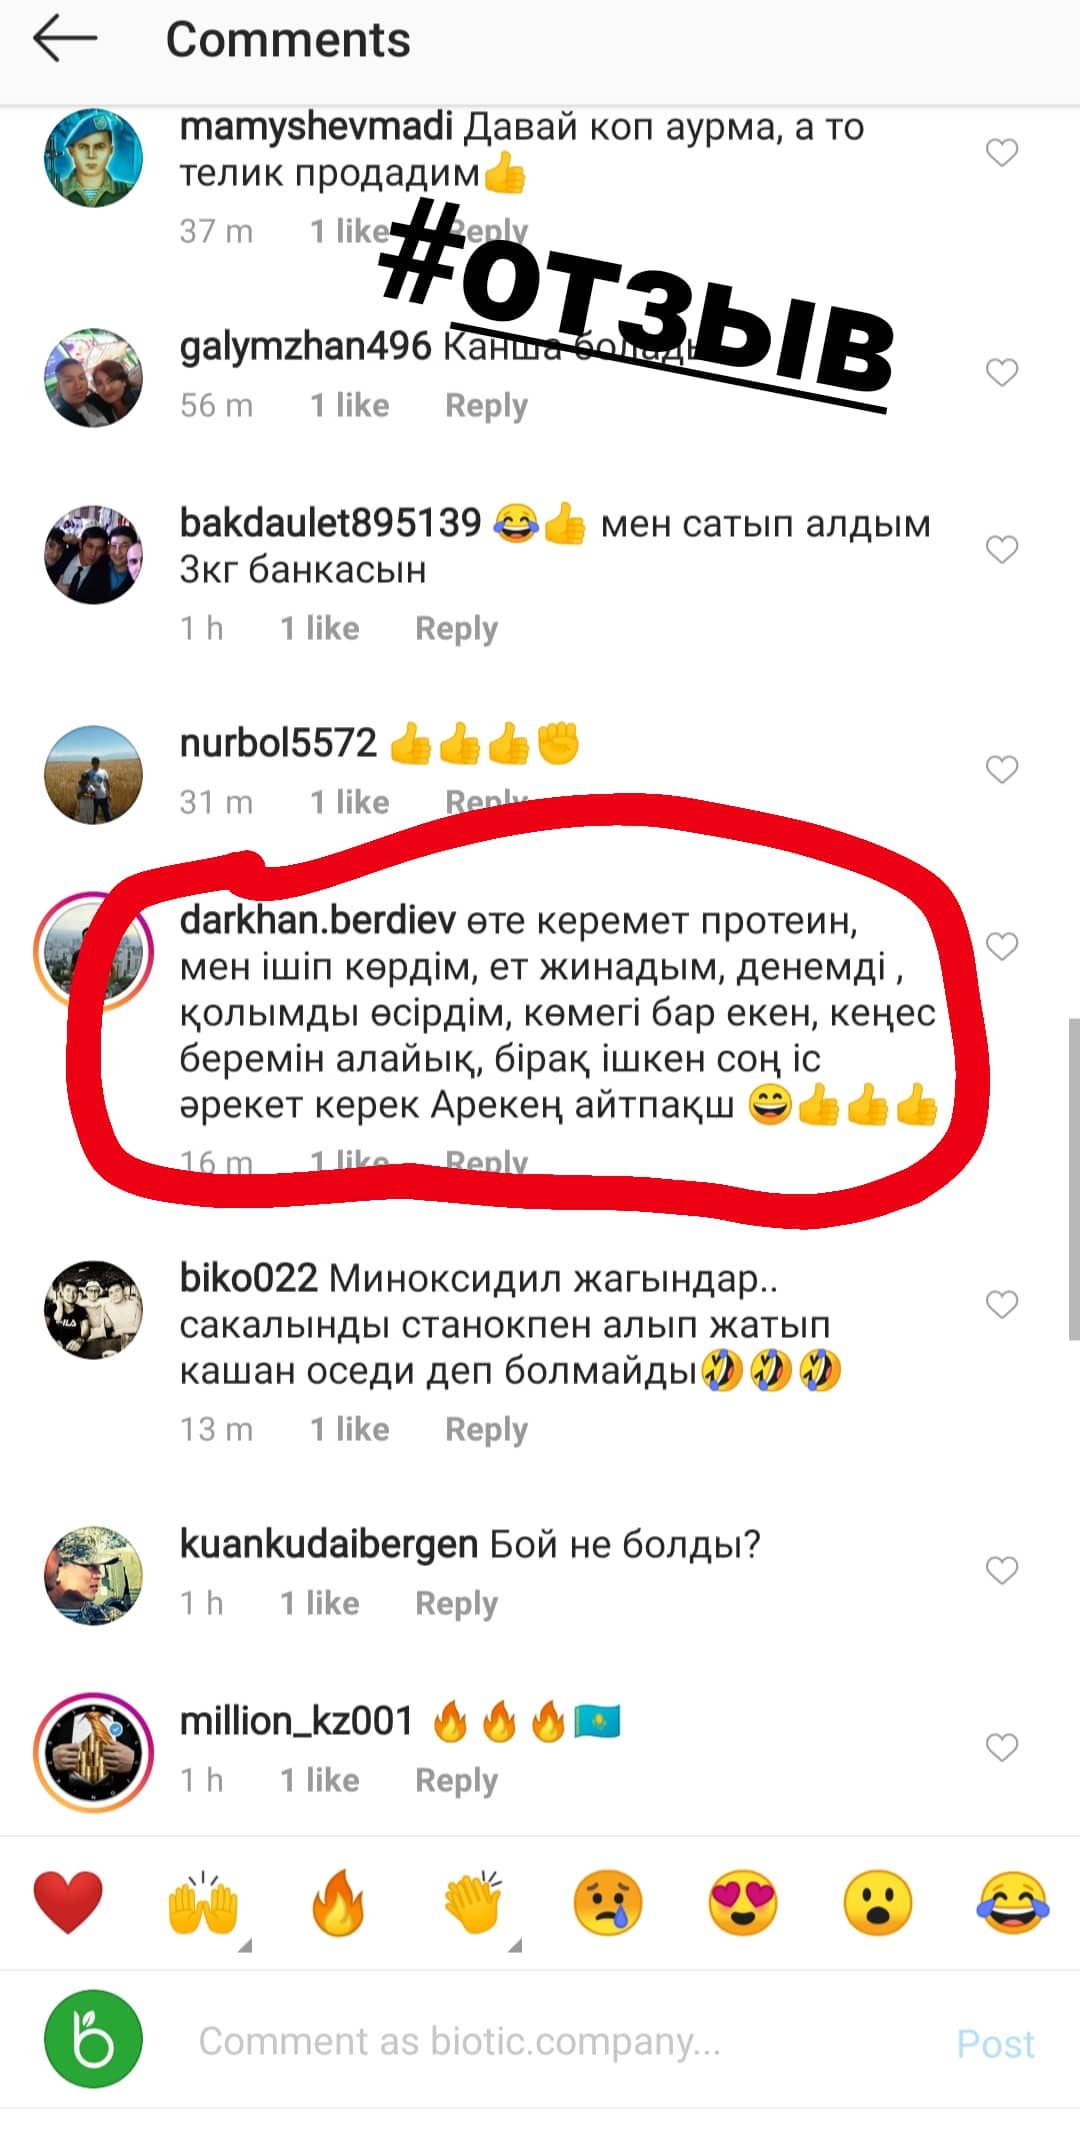 Comments
mamyshevmadi Давай коп аурма, а то
телик продадим👍
37 m 1 like Reply
#отзыв
galymzhan496 Канша болады
56 m 1 like Reply
bakdaulet895139 😂👍 мен сатып алдым
3кг банкасын
1 h 1 like Reply
nurbol5572 👍👍👍✊
31 m 1 like Reply
darkhan.berdiev өте керемет протеин,
мен ішіп көрдім, ет жинадым, денемді ,
қолымды өсірдім, көмегі бар екен, кеңес
беремін алайық, бірақ ішкен соң іс
әрекет керек Арекең айтпақш 😄👍👍👍
16 m 1 like Reply
biko022 Миноксидил жагындар..
сакалынды станокпен алып жатып
кашан оседи деп болмайды🤣🤣🤣
13 m 1 like Reply
kuankudaibergen Бой не болды?
1 h 1 like Reply
million_kz001 🔥🔥🔥🇰🇿
1 h 1 like Reply
Comment as biotic.company... Post